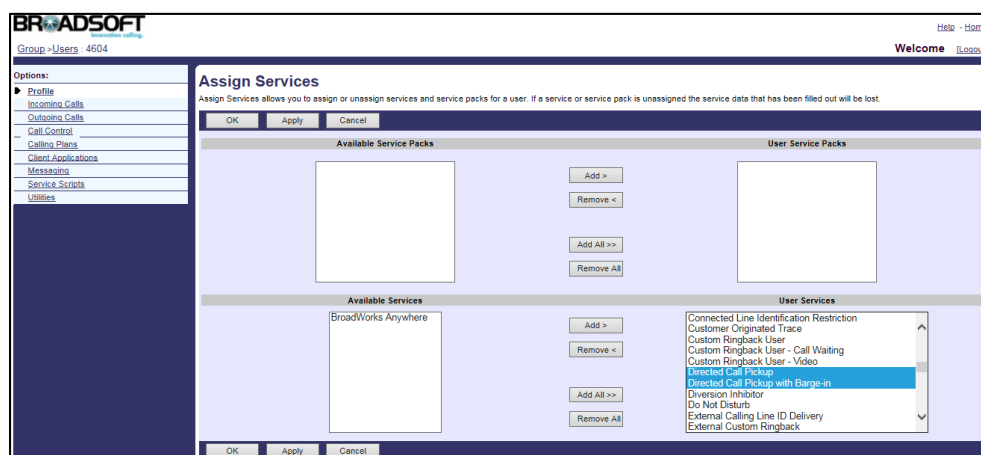 BROADSOFT
innovation calling.
Help - Hom
Group >Users : 4604
Welcome [Logou
Options:
Profile
Incoming Calls
Outgoing Calls
Call Control
Calling Plans
Client Applications
Messaging
Service Scripts
Utilities
Assign Services
Assign Services allows you to assign or unassign services and service packs for a user. If a service or service pack is unassigned the service data that has been filled out will be lost.
OK Apply Cancel
Available Service Packs User Service Packs
Add >
Remove <
Add All >>
Remove All
Available Services User Services
BroadWorks Anywhere
Add >
Remove <
Add All >>
Remove All
Connected Line Identification Restriction
Customer Originated Trace
Custom Ringback User
Custom Ringback User - Call Waiting
Custom Ringback User - Video
Directed Call Pickup
Directed Call Pickup with Barge-in
Diversion Inhibitor
Do Not Disturb
External Calling Line ID Delivery
External Custom Ringback
OK Apply Cancel